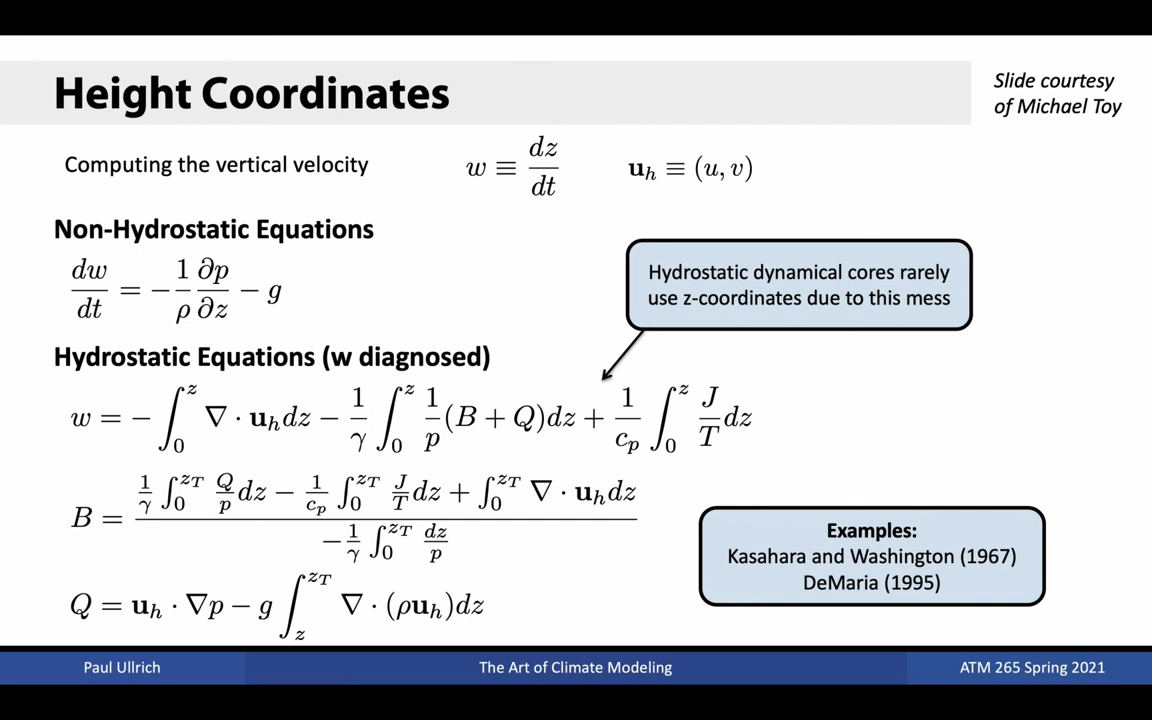 Height Coordinates
Slide courtesy
of Michael Toy
Computing the vertical velocity
w ≡ dz/dt
u_h ≡ (u, v)
Non-Hydrostatic Equations
dw/dt = −(1/ρ)(∂p/∂z) − g
Hydrostatic dynamical cores rarely
use z-coordinates due to this mess
Hydrostatic Equations (w diagnosed)
w = −∫_0^z ∇ · u_h dz − (1/γ) ∫_0^z (1/p)(B + Q)dz + (1/c_p) ∫_0^z (J/T) dz
B = ((1/γ) ∫_0^{z_T} (Q/p) dz − (1/c_p) ∫_0^{z_T} (J/T) dz + ∫_0^{z_T} ∇ · u_h dz) / (−(1/γ) ∫_0^{z_T} dz/p)
Q = u_h · ∇p − g ∫_z^{z_T} ∇ · (ρu_h)dz
Examples:
Kasahara and Washington (1967)
DeMaria (1995)
Paul Ullrich
The Art of Climate Modeling
ATM 265 Spring 2021